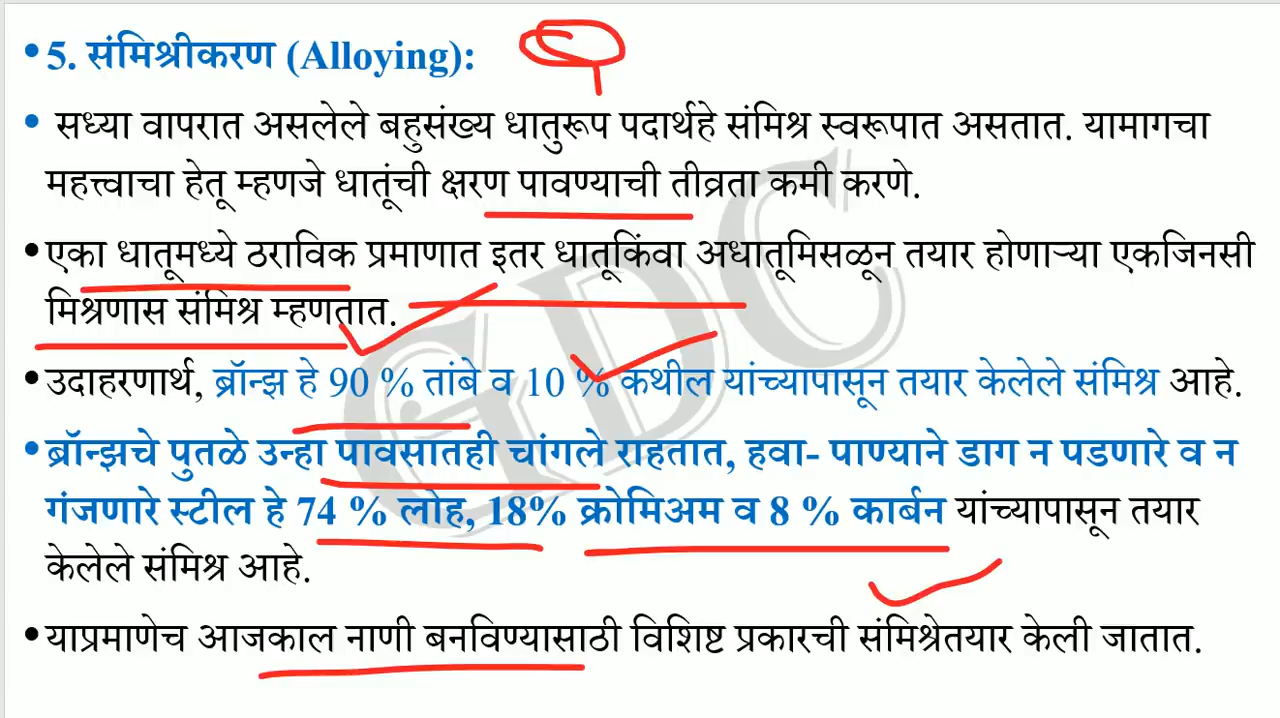 • 5. संमिश्रीकरण (Alloying):
• सध्या वापरात असलेले बहुसंख्य धातुरूप पदार्थहे संमिश्र स्वरूपात असतात. यामागचा
महत्त्वाचा हेतू म्हणजे धातूंची क्षरण पावण्याची तीव्रता कमी करणे.
• एका धातूमध्ये ठराविक प्रमाणात इतर धातूकिंवा अधातूमिसळून तयार होणाऱ्या एकजिनसी
मिश्रणास संमिश्र म्हणतात.
• उदाहरणार्थ, ब्रॉन्झ हे 90 % तांबे व 10 % कथील यांच्यापासून तयार केलेले संमिश्र आहे.
• ब्रॉन्झचे पुतळे उन्हा पावसातही चांगले राहतात, हवा- पाण्याने डाग न पडणारे व न
गंजणारे स्टील हे 74 % लोह, 18% क्रोमिअम व 8 % कार्बन यांच्यापासून तयार
केलेले संमिश्र आहे.
• याप्रमाणेच आजकाल नाणी बनविण्यासाठी विशिष्ट प्रकारची संमिश्रेतयार केली जातात.
GDC